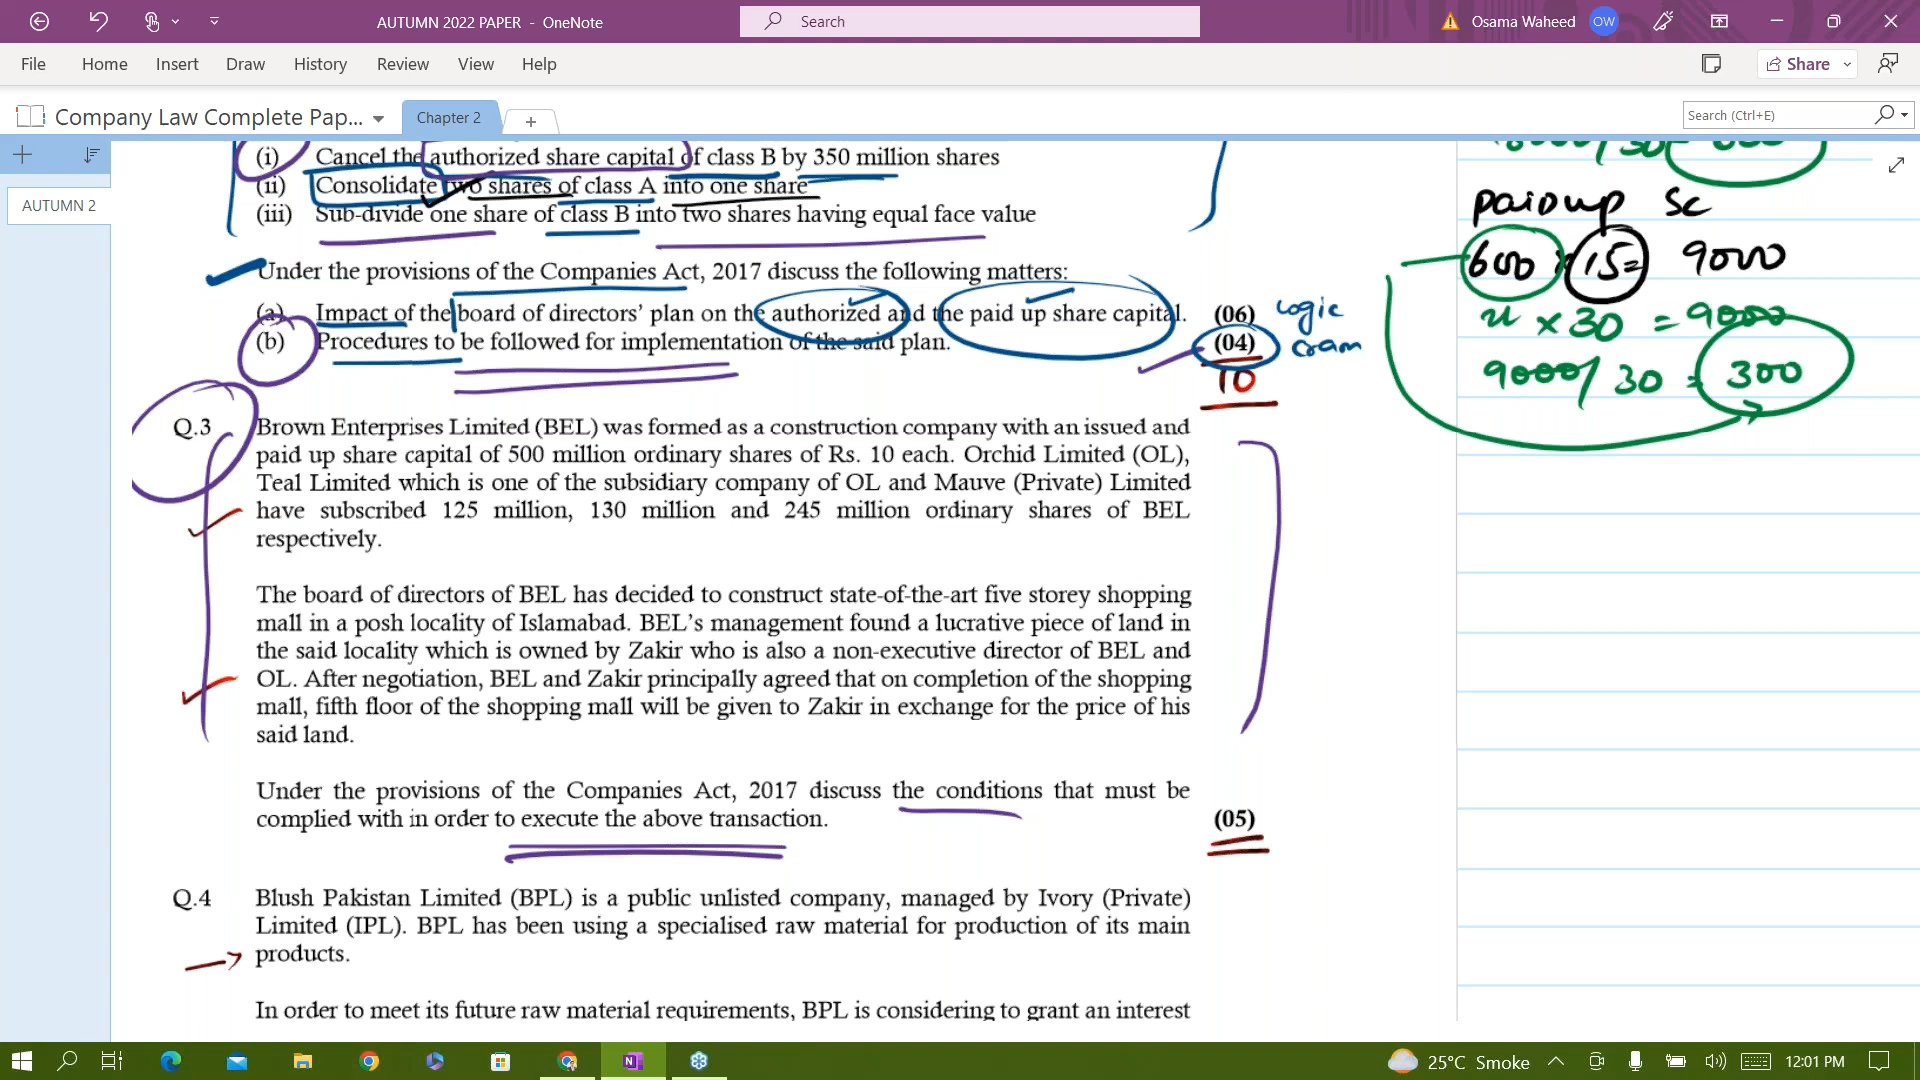 AUTUMN 2022 PAPER - OneNote
Search
Osama Waheed
OW
File Home Insert Draw History Review View Help
Share
Company Law Complete Pap...
Chapter 2
Search (Ctrl+E)
AUTUMN 2
(i) Cancel the authorized share capital of class B by 350 million shares
(ii) Consolidate two shares of class A into one share
(iii) Sub-divide one share of class B into two shares having equal face value
Under the provisions of the Companies Act, 2017 discuss the following matters:
(a) Impact of the board of directors' plan on the authorized and the paid up share capital. (06)
(b) Procedures to be followed for implementation of the said plan. (04)
logic
cram
10
paid up Sc
600 × 15 = 9000
x × 30 = 9000
9000/30 = 300
Q.3 Brown Enterprises Limited (BEL) was formed as a construction company with an issued and
paid up share capital of 500 million ordinary shares of Rs. 10 each. Orchid Limited (OL),
Teal Limited which is one of the subsidiary company of OL and Mauve (Private) Limited
have subscribed 125 million, 130 million and 245 million ordinary shares of BEL
respectively.
The board of directors of BEL has decided to construct state-of-the-art five storey shopping
mall in a posh locality of Islamabad. BEL's management found a lucrative piece of land in
the said locality which is owned by Zakir who is also a non-executive director of BEL and
OL. After negotiation, BEL and Zakir principally agreed that on completion of the shopping
mall, fifth floor of the shopping mall will be given to Zakir in exchange for the price of his
said land.
Under the provisions of the Companies Act, 2017 discuss the conditions that must be
complied with in order to execute the above transaction. (05)
Q.4 Blush Pakistan Limited (BPL) is a public unlisted company, managed by Ivory (Private)
Limited (IPL). BPL has been using a specialised raw material for production of its main
products.
In order to meet its future raw material requirements, BPL is considering to grant an interest
25°C Smoke
12:01 PM